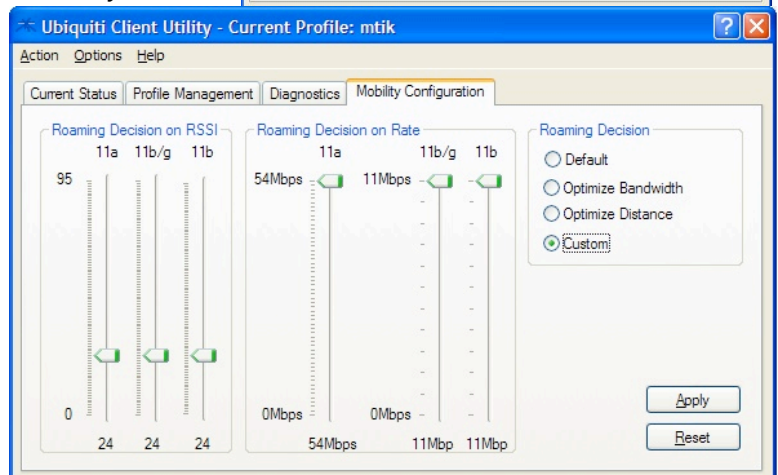 Ubiquiti Client Utility - Current Profile: mtik
Action Options Help
Current Status Profile Management Diagnostics Mobility Configuration
Roaming Decision on RSSI
11a 11b/g 11b
95
0
24 24 24
Roaming Decision on Rate
11a 11b/g 11b
54Mbps 11Mbps
0Mbps 0Mbps
54Mbps 11Mbp 11Mbp
Roaming Decision
Default
Optimize Bandwidth
Optimize Distance
Custom
Apply
Reset